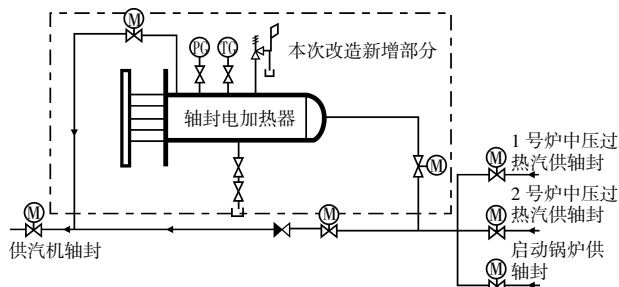 M
PG
TG
本次改造新增部分
轴封电加热器
M
1 号炉中压过
热汽供轴封
M
2 号炉中压过
热汽供轴封
M
M
M
供汽机轴封
启动锅炉供
轴封
M